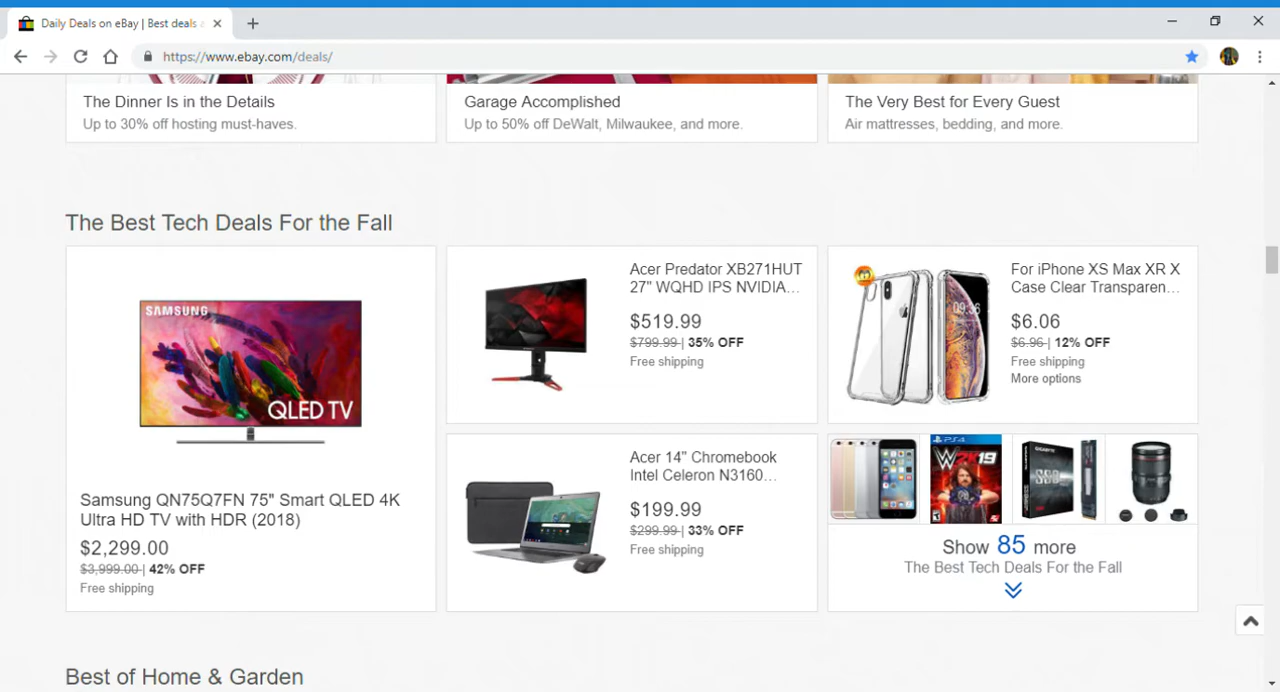 Daily Deals on eBay | Best deals a
https://www.ebay.com/deals/
The Dinner Is in the Details
Up to 30% off hosting must-haves.
Garage Accomplished
Up to 50% off DeWalt, Milwaukee, and more.
The Very Best for Every Guest
Air mattresses, bedding, and more.
The Best Tech Deals For the Fall
SAMSUNG
QLED TV
Samsung QN75Q7FN 75" Smart QLED 4K
Ultra HD TV with HDR (2018)
$2,299.00
$3,999.00 | 42% OFF
Free shipping
Acer Predator XB271HUT
27" WQHD IPS NVIDIA...
$519.99
$799.99 | 35% OFF
Free shipping
09:36
For iPhone XS Max XR X
Case Clear Transparen...
$6.06
$6.96 | 12% OFF
Free shipping
More options
Acer 14" Chromebook
Intel Celeron N3160...
$199.99
$299.99 | 33% OFF
Free shipping
PS4
W2K19
GIGABYTE
SSD
Show 85 more
The Best Tech Deals For the Fall
Best of Home & Garden